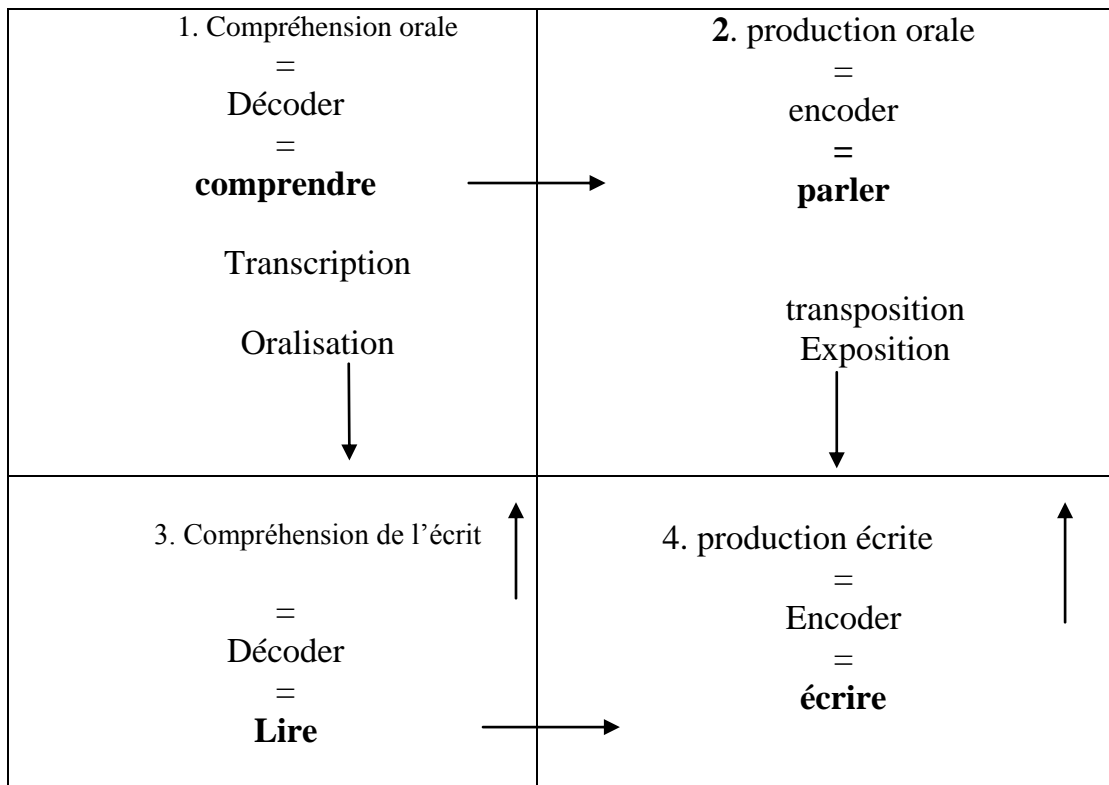 1. Compréhension orale
=
Décoder
=
comprendre
Transcription
Oralisation
2. production orale
=
encoder
=
parler
transposition
Exposition
3. Compréhension de l’écrit
=
Décoder
=
Lire
4. production écrite
=
Encoder
=
écrire